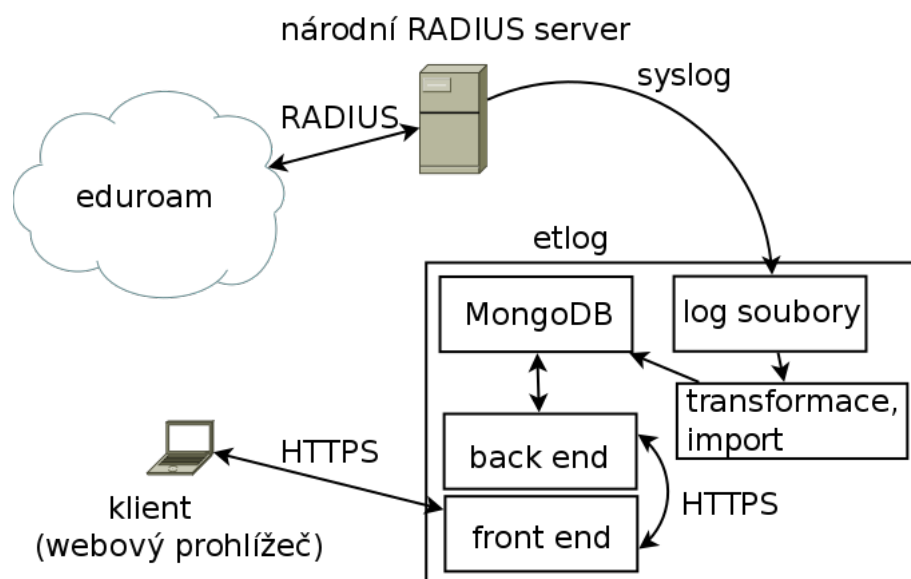 národní RADIUS server
syslog
RADIUS
eduroam
etlog
MongoDB
log soubory
transformace,
import
back end
HTTPS
HTTPS
front end
klient
(webový prohlížeč)